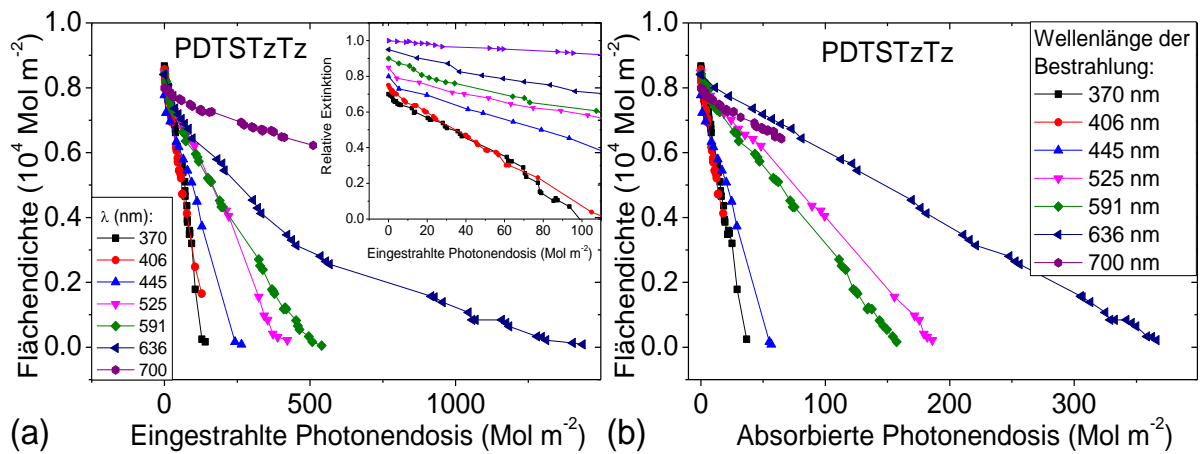 PDTSTzTz
Flächendichte (10⁴ Mol m⁻²)
0.8
0.6
0.4
0.2
0.0
0
500
1000
Eingestrahlte Photonendosis (Mol m⁻²)
(a)
λ (nm):
370
406
445
525
591
636
700
Relative Extinktion
1.0
0.8
0.6
0.4
0.2
0.0
0
20
40
60
80
100
Eingestrahlte Photonendosis (Mol m⁻²)
PDTSTzTz
Flächendichte (10⁴ Mol m⁻²)
0.8
0.6
0.4
0.2
0.0
0
100
200
300
Absorbierte Photonendosis (Mol m⁻²)
(b)
Wellenlänge der
Bestrahlung:
370 nm
406 nm
445 nm
525 nm
591 nm
636 nm
700 nm